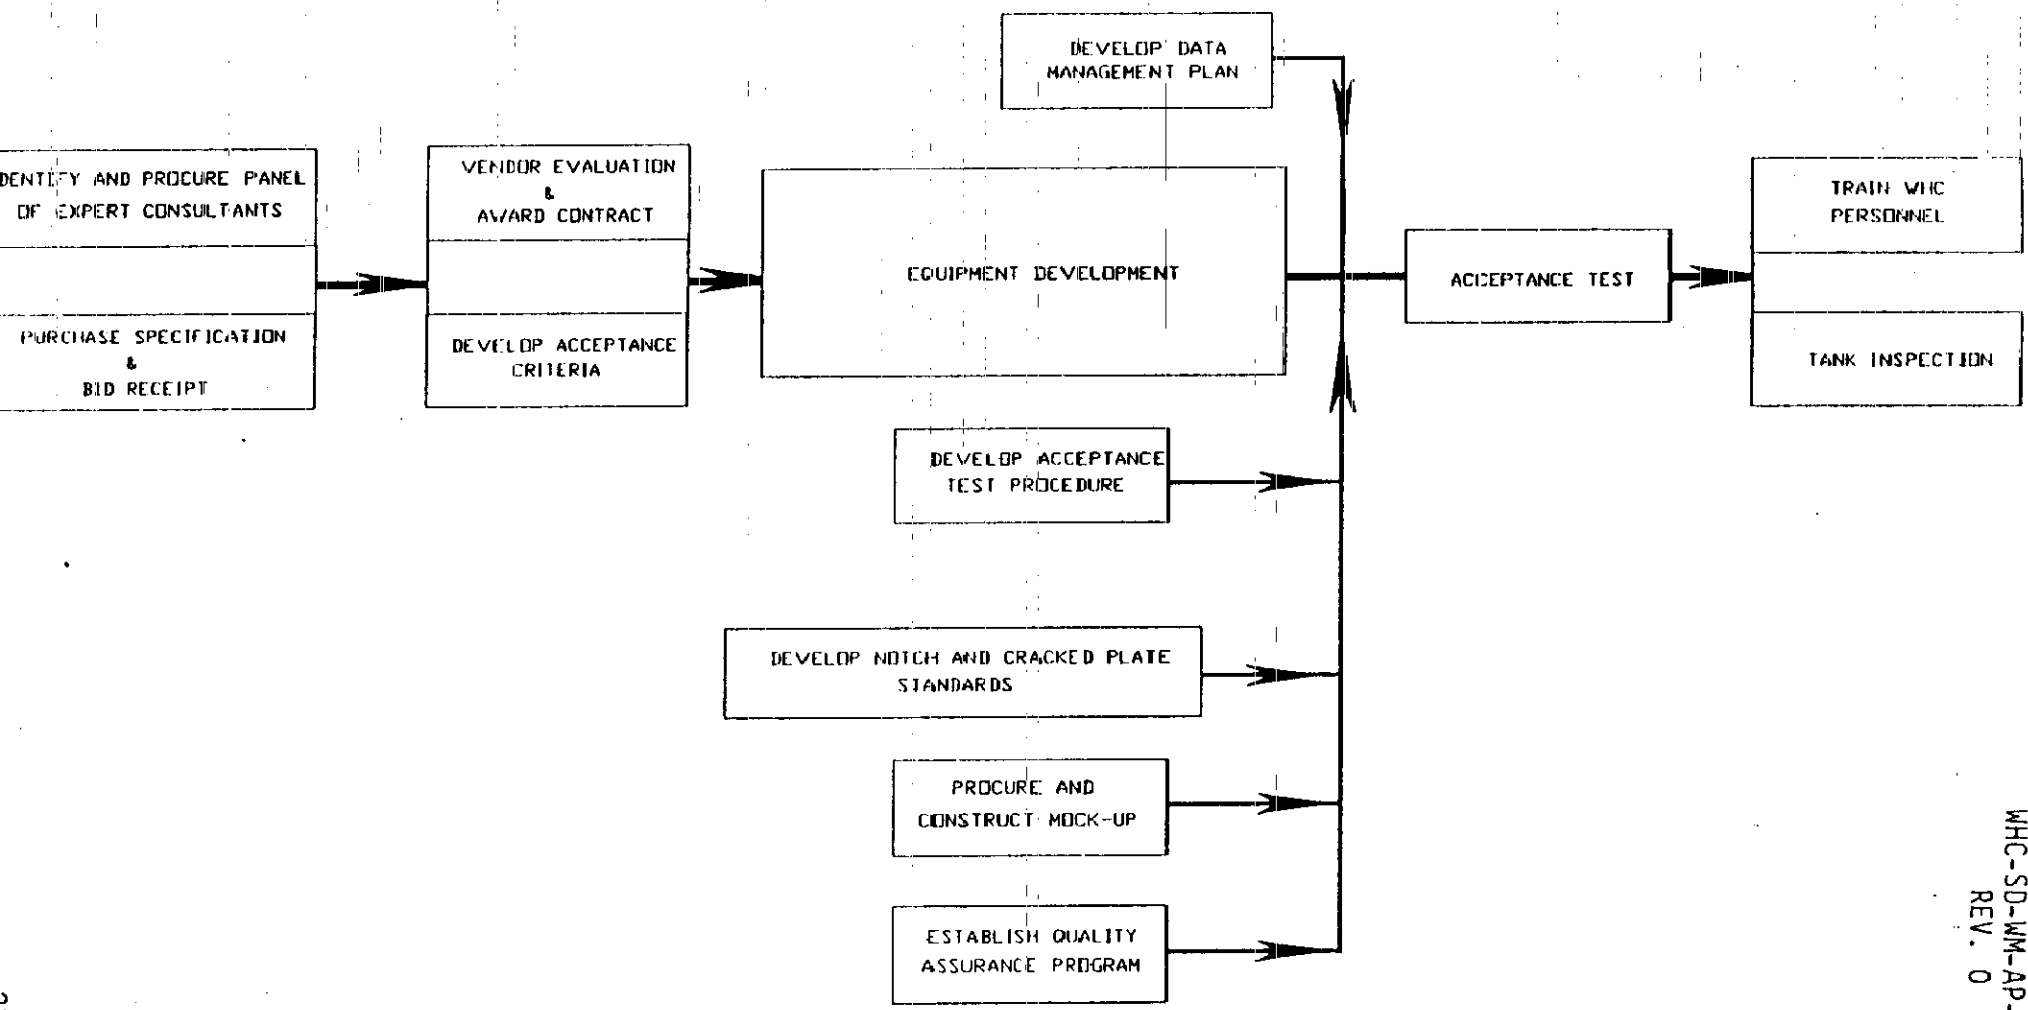 DEVELOP DATA
MANAGEMENT PLAN
DENTIFY AND PROCURE PANEL
OF EXPERT CONSULTANTS
PURCHASE SPECIFICATION
&
BID RECEIPT
VENDOR EVALUATION
&
AWARD CONTRACT
DEVELOP ACCEPTANCE
CRITERIA
EQUIPMENT DEVELOPMENT
ACCEPTANCE TEST
TRAIN WHC
PERSONNEL
TANK INSPECTION
DEVELOP ACCEPTANCE
TEST PROCEDURE
DEVELOP NOTCH AND CRACKED PLATE
STANDARDS
PROCURE AND
CONSTRUCT MOCK-UP
ESTABLISH QUALITY
ASSURANCE PROGRAM
WHC-SD-WM-AP-
REV. 0